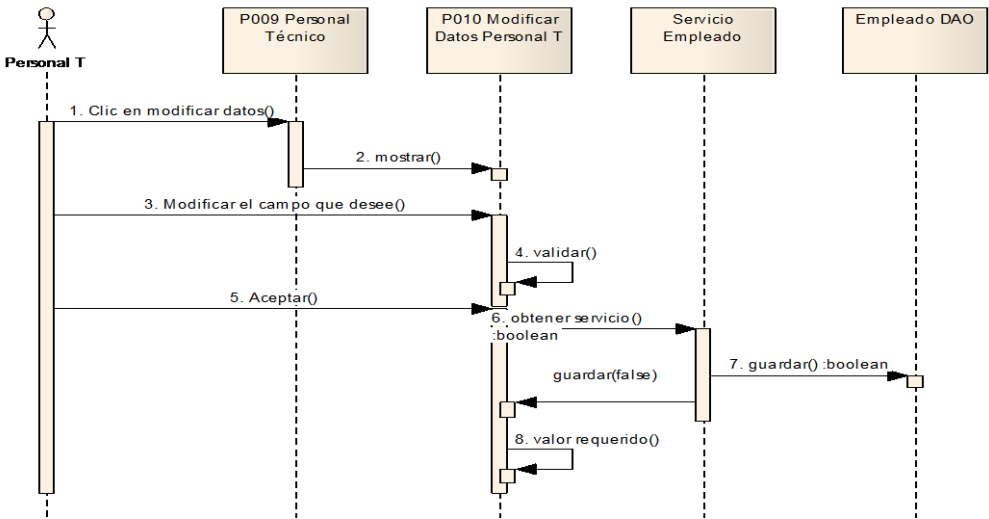 P009 Personal
Técnico
P010 Modificar
Datos Personal T
Servicio
Empleado
Empleado DAO
Personal T
1. Clic en modificar datos()
2. mostrar()
3. Modificar el campo que desee()
4. validar()
5. Aceptar()
6. obtener servicio()
:boolean
7. guardar() :boolean
guardar(false)
8. valor requerido()